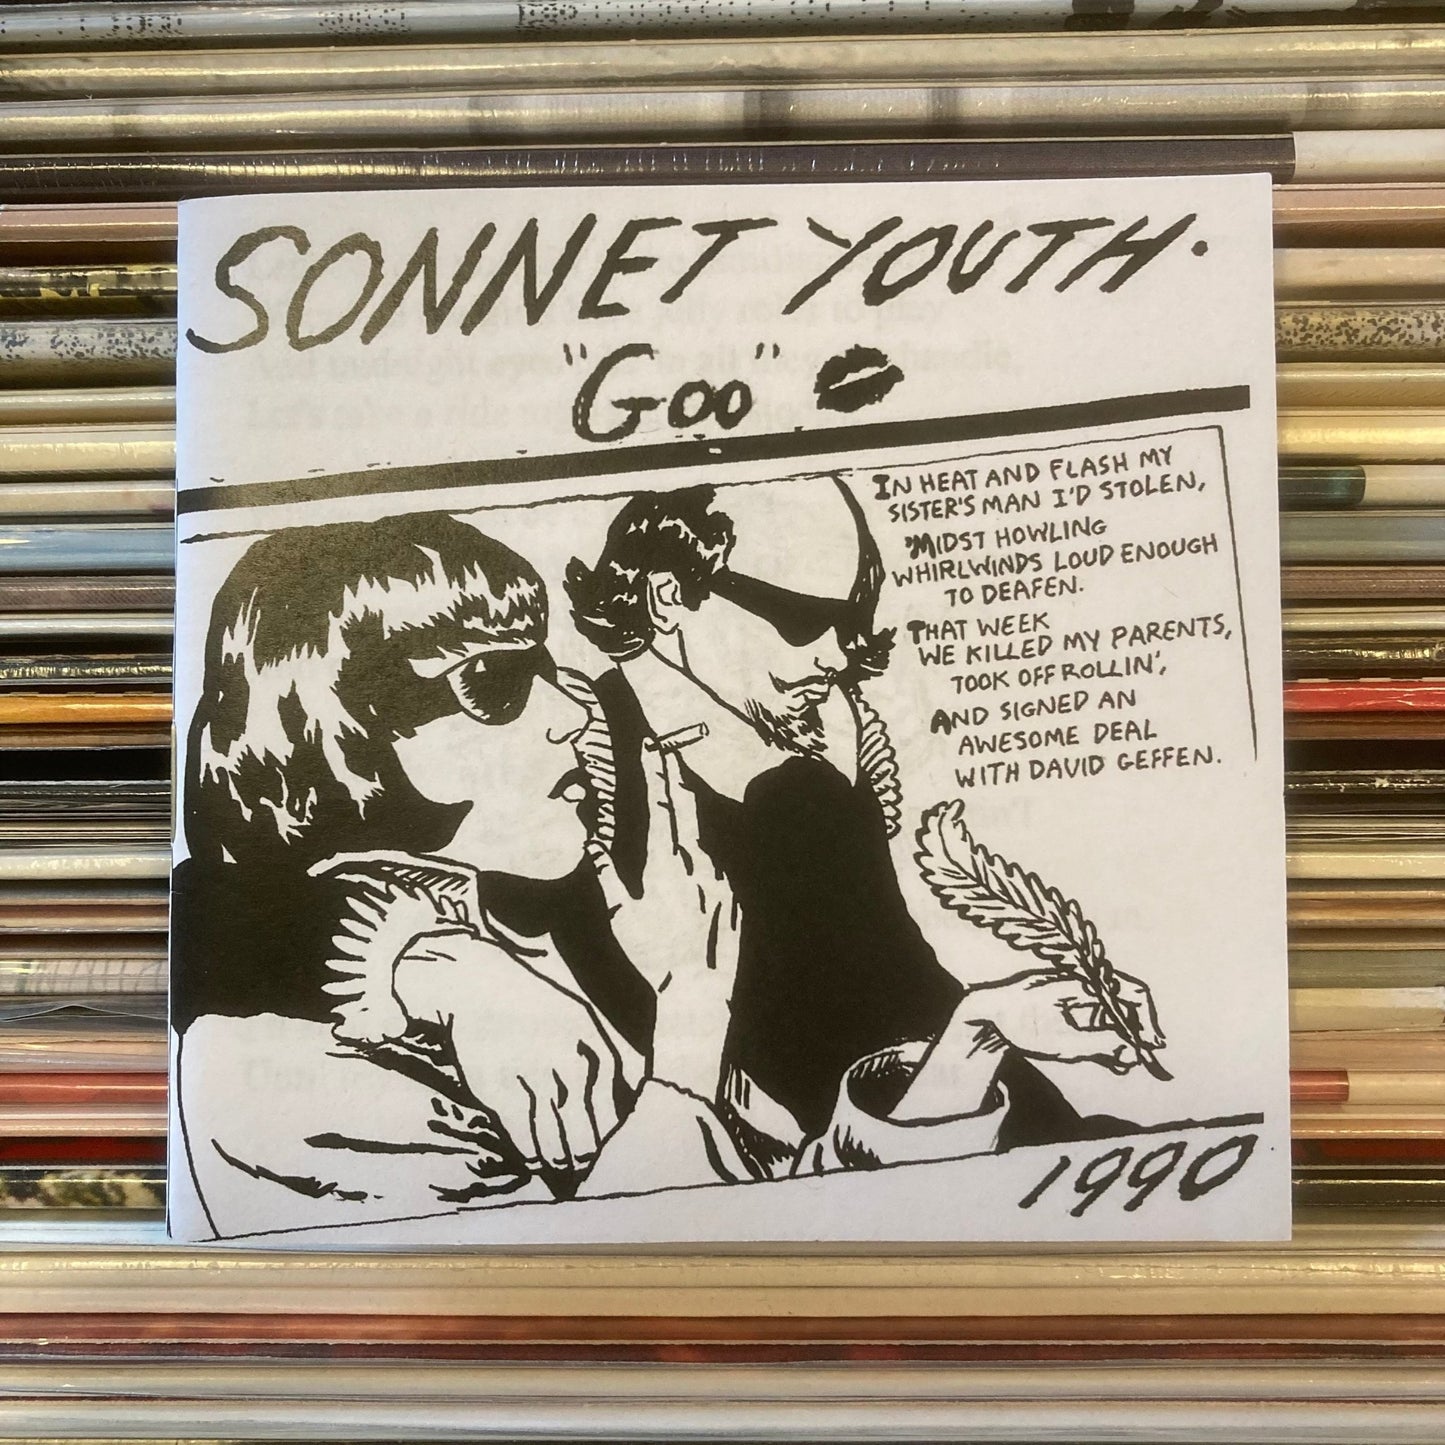 SONNET YOUTH.
"Goo"
IN HEAT AND FLASH MY
SISTER'S MAN I'D STOLEN,
'MIDST HOWLING
WHIRLWINDS LOUD ENOUGH
TO DEAFEN.
THAT WEEK
WE KILLED MY PARENTS,
TOOK OFF ROLLIN',
AND SIGNED AN
AWESOME DEAL
WITH DAVID GEFFEN.
1990